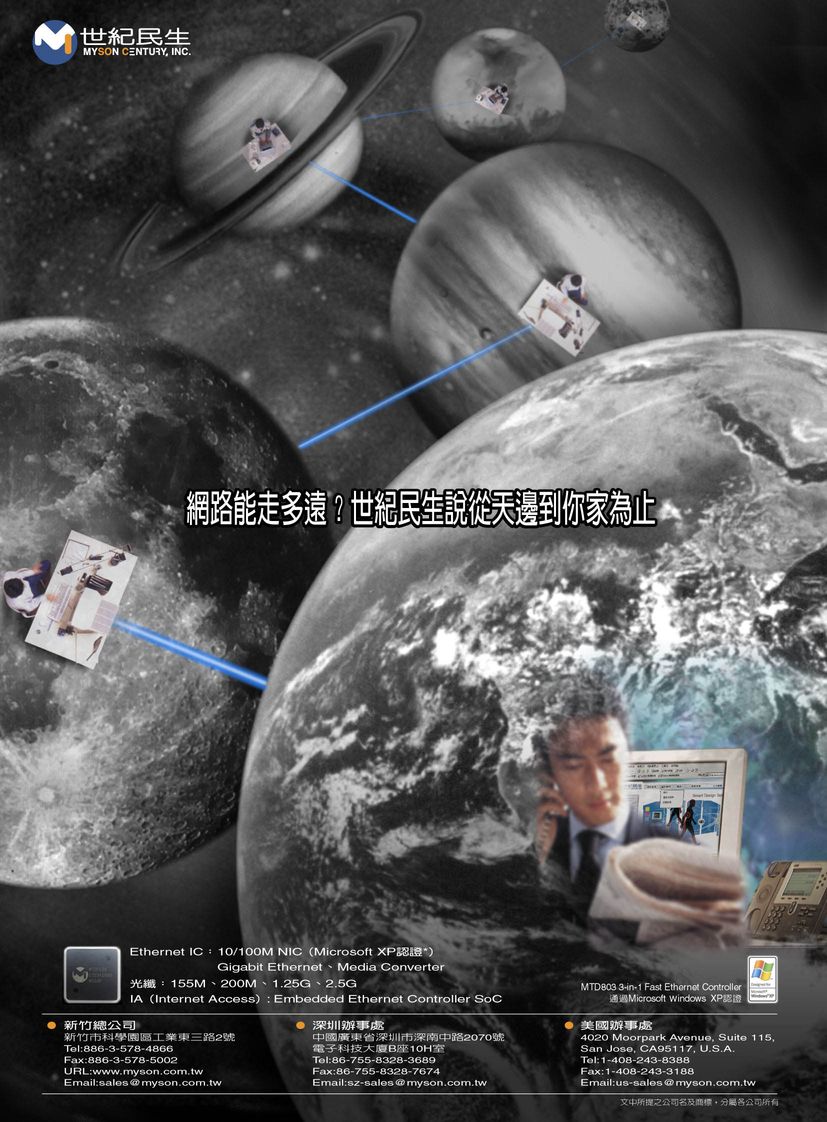 世紀民生
MYSON CENTURY, INC.
網路能走多遠？世紀民生說從天邊到你家為止
Ethernet IC：10/100M NIC（Microsoft XP認證*）
Gigabit Ethernet、Media Converter
光纖：155M、200M、1.25G、2.5G
IA（Internet Access）: Embedded Ethernet Controller SoC
MTD803 3-in-1 Fast Ethernet Controller
通過Microsoft Windows XP認證
Designed for
Microsoft
Windows XP
新竹總公司
新竹市科學園區工業東三路2號
Tel:886-3-578-4866
Fax:886-3-578-5002
URL:www.myson.com.tw
Email:sales@myson.com.tw
深圳辦事處
中國廣東省深圳市深南中路2070號
電子科技大廈B座10H室
Tel:86-755-8328-3689
Fax:86-755-8328-7674
Email:sz-sales@myson.com.tw
美國辦事處
4020 Moorpark Avenue, Suite 115,
San Jose, CA95117, U.S.A.
Tel:1-408-243-8388
Fax:1-408-243-3188
Email:us-sales@myson.com.tw
文中所提之公司名及商標，分屬各公司所有